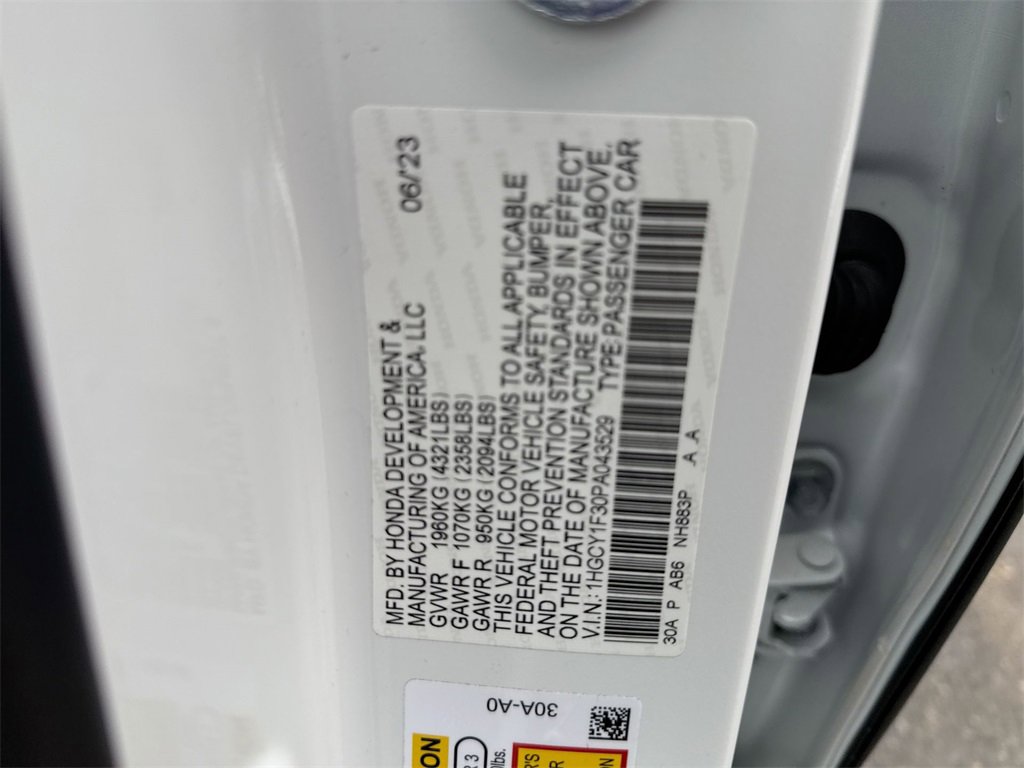 MFD. BY HONDA DEVELOPMENT & 06/'23
MANUFACTURING OF AMERICA, LLC
GVWR 1960KG (4321LBS)
GAWR F 1070KG (2358LBS)
GAWR R 950KG (2094LBS)
THIS VEHICLE CONFORMS TO ALL APPLICABLE
FEDERAL MOTOR VEHICLE SAFETY, BUMPER,
AND THEFT PREVENTION STANDARDS IN EFFECT
ON THE DATE OF MANUFACTURE SHOWN ABOVE.
V.I.N.: 1HGCY1F30PA043529 TYPE: PASSENGER CAR
30A P AB6 NH883P A A
30A-A0